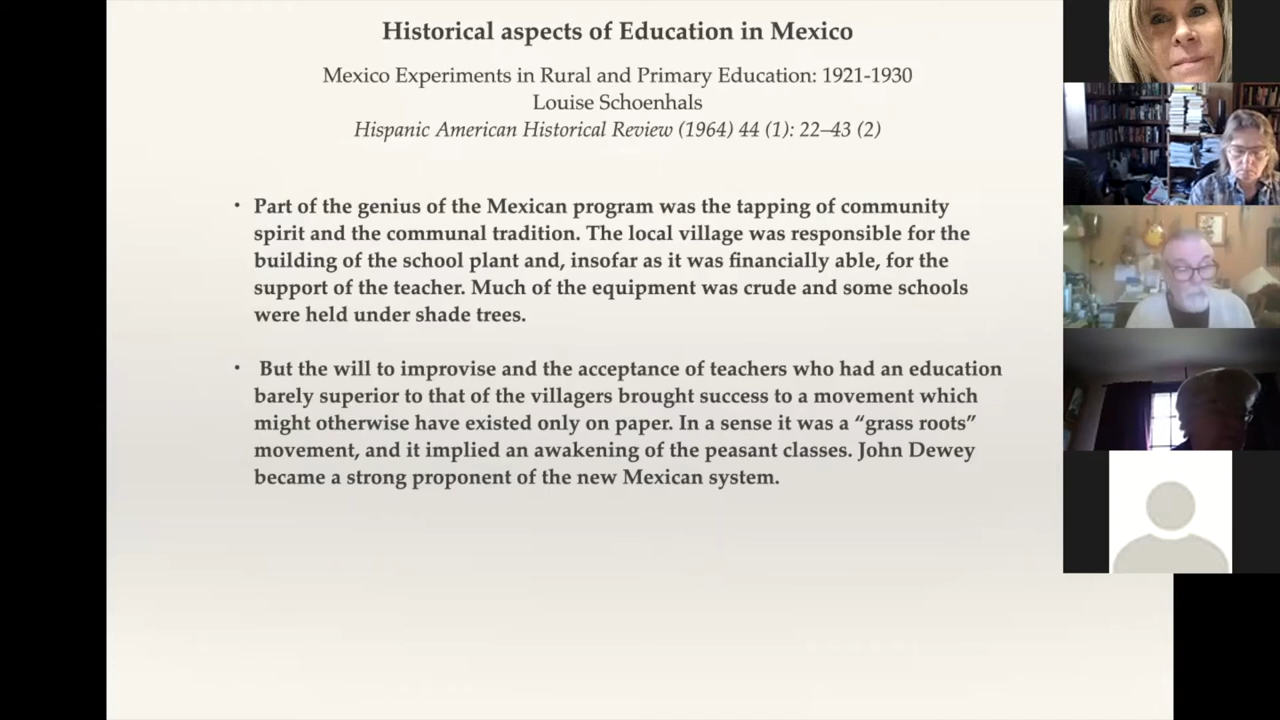 Historical aspects of Education in Mexico
Mexico Experiments in Rural and Primary Education: 1921-1930
Louise Schoenhals
Hispanic American Historical Review (1964) 44 (1): 22–43 (2)
• Part of the genius of the Mexican program was the tapping of community
spirit and the communal tradition. The local village was responsible for the
building of the school plant and, insofar as it was financially able, for the
support of the teacher. Much of the equipment was crude and some schools
were held under shade trees.
• But the will to improvise and the acceptance of teachers who had an education
barely superior to that of the villagers brought success to a movement which
might otherwise have existed only on paper. In a sense it was a “grass roots”
movement, and it implied an awakening of the peasant classes. John Dewey
became a strong proponent of the new Mexican system.